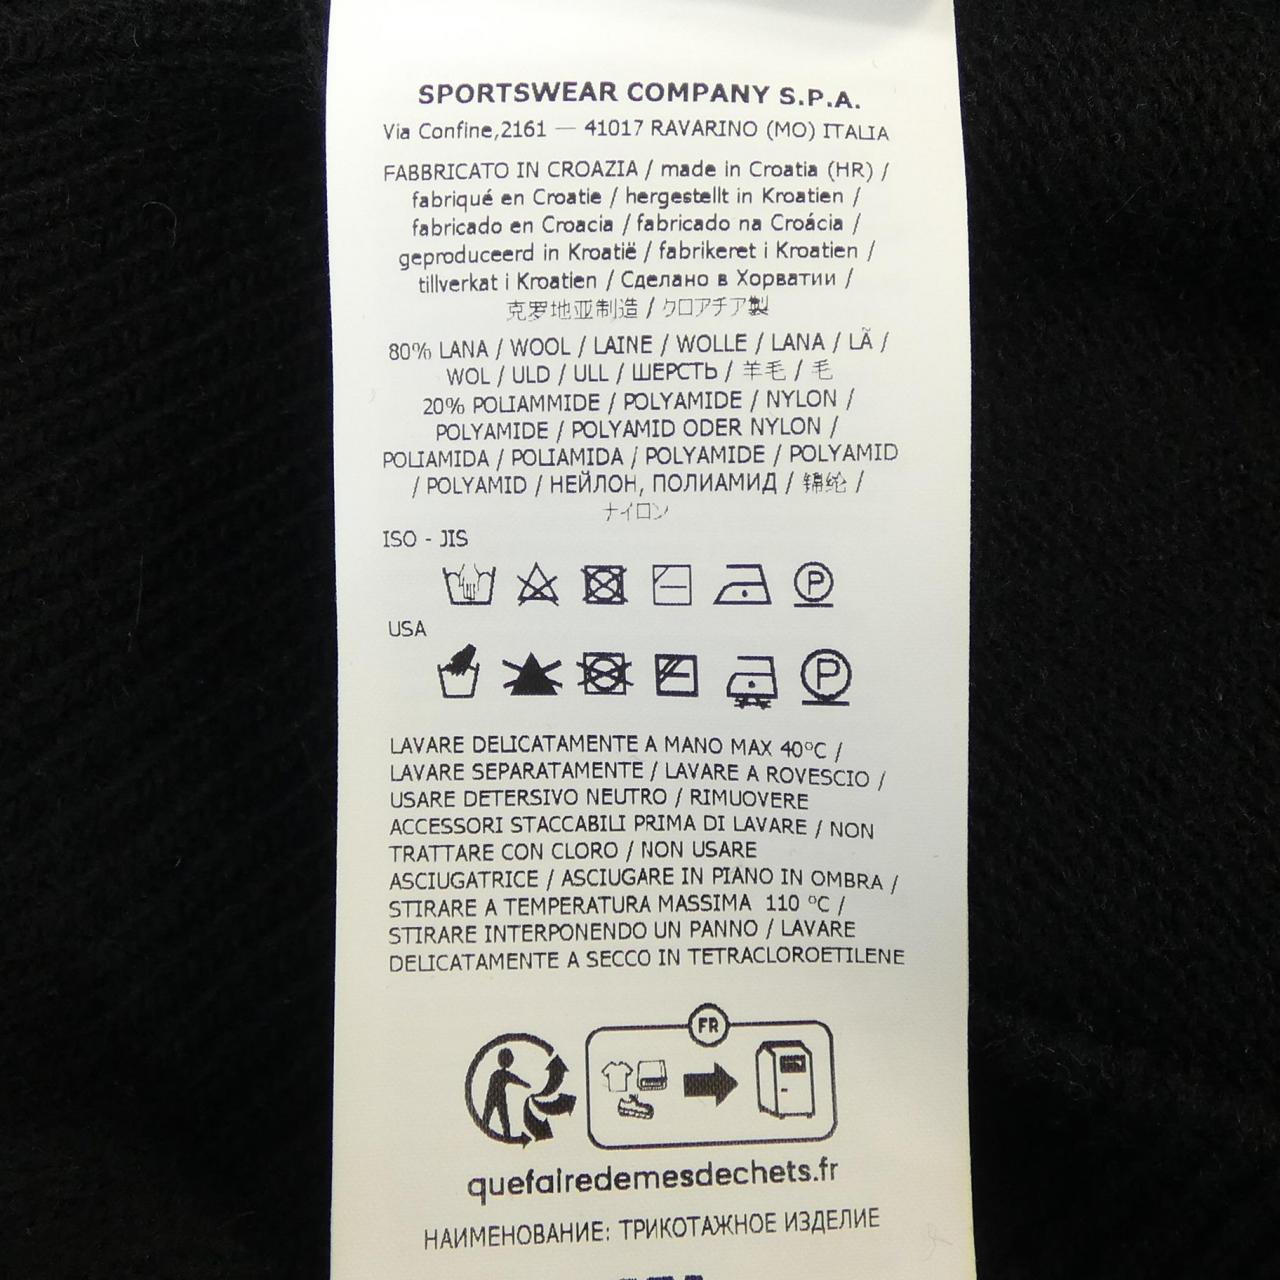 SPORTSWEAR COMPANY S.P.A.
Via Confine,2161 — 41017 RAVARINO (MO) ITALIA
FABBRICATO IN CROAZIA / made in Croatia (HR) /
fabriqué en Croatie / hergestellt in Kroatien /
fabricado en Croacia / fabricado na Croácia /
geproduceerd in Kroatië / fabrikeret i Kroatien /
tillverkat i Kroatien / Сделано в Хорватии /
克罗地亚制造 / クロアチア製
80% LANA / WOOL / LAINE / WOLLE / LANA / LÃ /
WOL / ULD / ULL / ШЕРСТЬ / 羊毛 / 毛
20% POLIAMMIDE / POLYAMIDE / NYLON /
POLYAMIDE / POLYAMID ODER NYLON /
POLIAMIDA / POLIAMIDA / POLYAMIDE / POLYAMID
/ POLYAMID / НЕЙЛОН, ПОЛИАМИД / 锦纶 /
ナイロン
ISO - JIS
P
USA
P
LAVARE DELICATAMENTE A MANO MAX 40°C /
LAVARE SEPARATAMENTE / LAVARE A ROVESCIO /
USARE DETERSIVO NEUTRO / RIMUOVERE
ACCESSORI STACCABILI PRIMA DI LAVARE / NON
TRATTARE CON CLORO / NON USARE
ASCIUGATRICE / ASCIUGARE IN PIANO IN OMBRA /
STIRARE A TEMPERATURA MASSIMA 110 °C /
STIRARE INTERPONENDO UN PANNO / LAVARE
DELICATAMENTE A SECCO IN TETRACLOROETILENE
FR
quefairedemesdechets.fr
НАИМЕНОВАНИЕ: ТРИКОТАЖНОЕ ИЗДЕЛИЕ